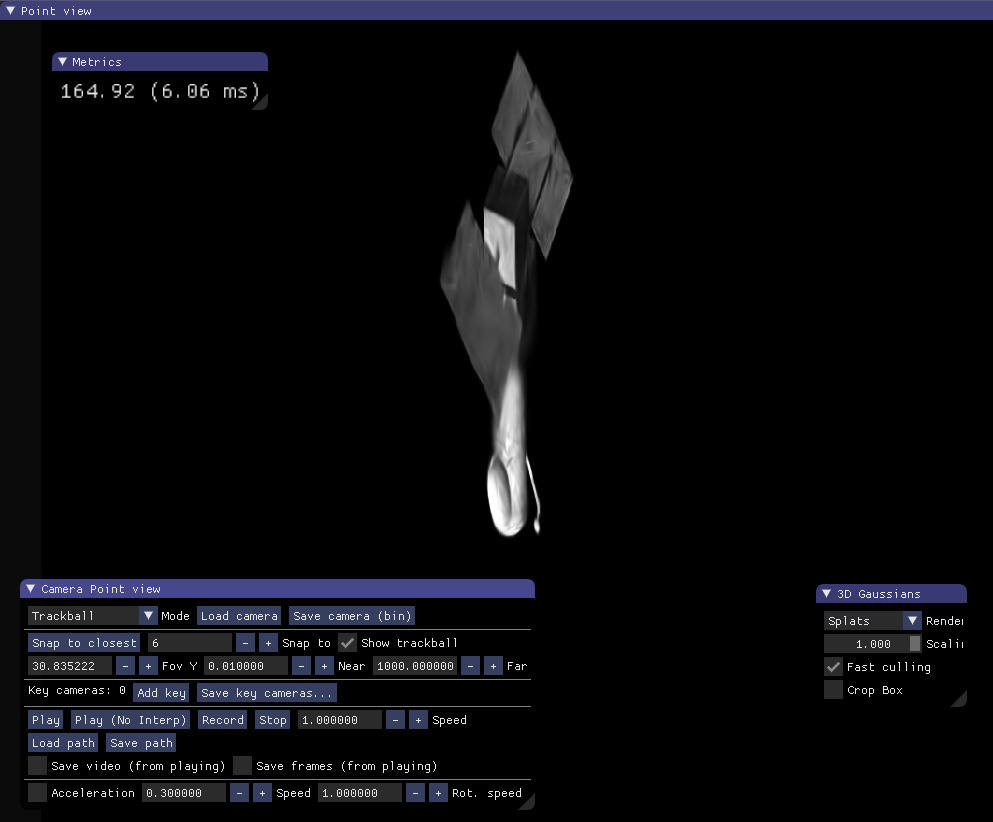 Point view
Metrics
164.92 (6.06 ms)
Camera Point view
Trackball Mode Load camera Save camera (bin)
Snap to closest 6 - + Snap to Show trackball
30.835222 - + Fov Y 0.010000 - + Near 1000.000000 - + Far
Key cameras: 0 Add key Save key cameras...
Play Play (No Interp) Record Stop 1.000000 - + Speed
Load path Save path
Save video (from playing) Save frames (from playing)
Acceleration 0.300000 - + Speed 1.000000 - + Rot. speed
3D Gaussians
Splats Render
1.000 Scali
Fast culling
Crop Box